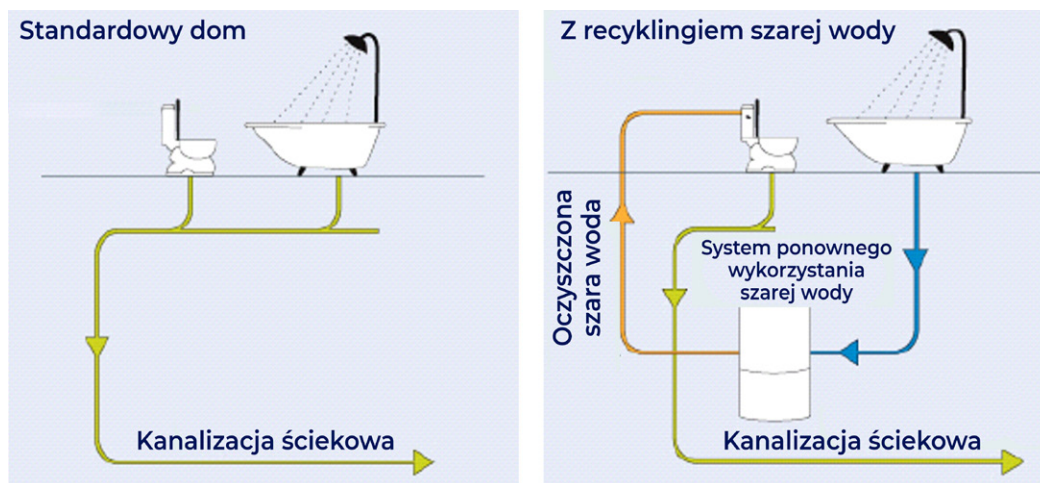 Standardowy dom
Kanalizacja ściekowa
Z recyklingiem szarej wody
Oczyszczona
szara woda
System ponownego
wykorzystania
szarej wody
Kanalizacja ściekowa